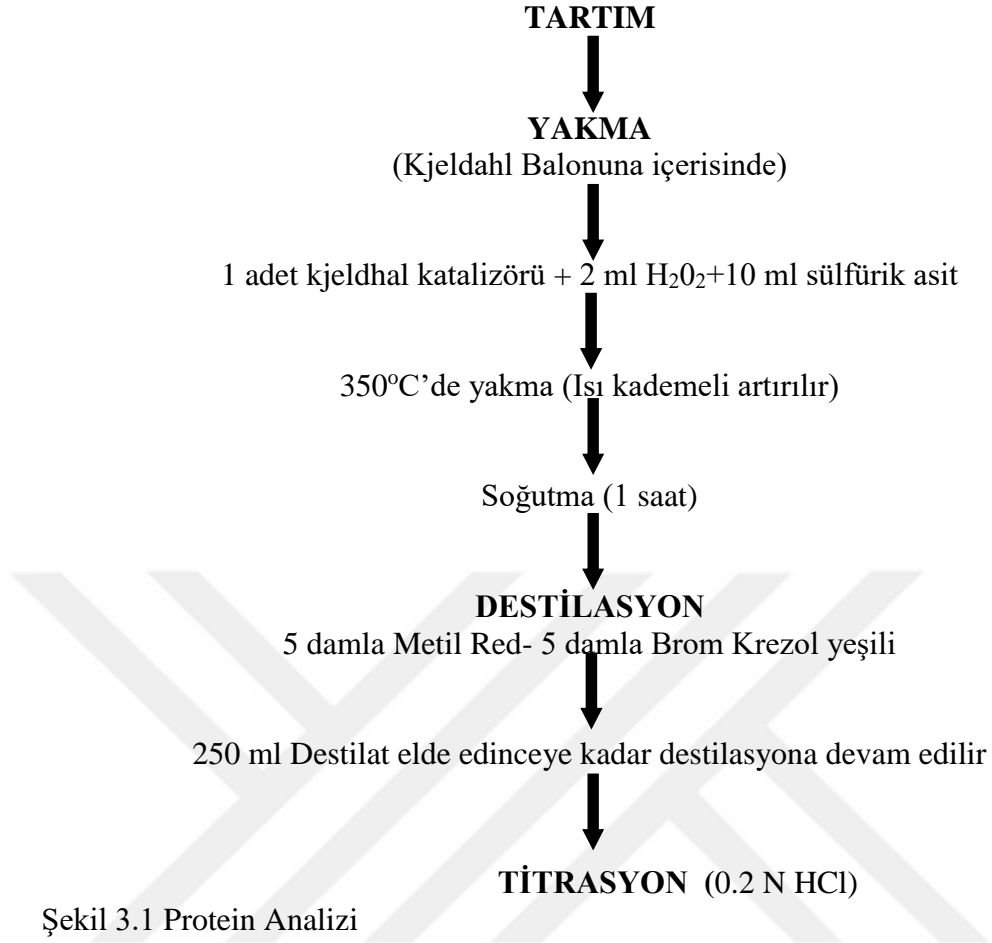 TARTIM
YAKMA
(Kjeldahl Balonuna içerisinde)
1 adet kjeldhal katalizörü + 2 ml H₂0₂+10 ml sülfürik asit
350ºC’de yakma (Isı kademeli artırılır)
Soğutma (1 saat)
DESTİLASYON
5 damla Metil Red- 5 damla Brom Krezol yeşili
250 ml Destilat elde edinceye kadar destilasyona devam edilir
TİTRASYON (0.2 N HCl)
Şekil 3.1 Protein Analizi